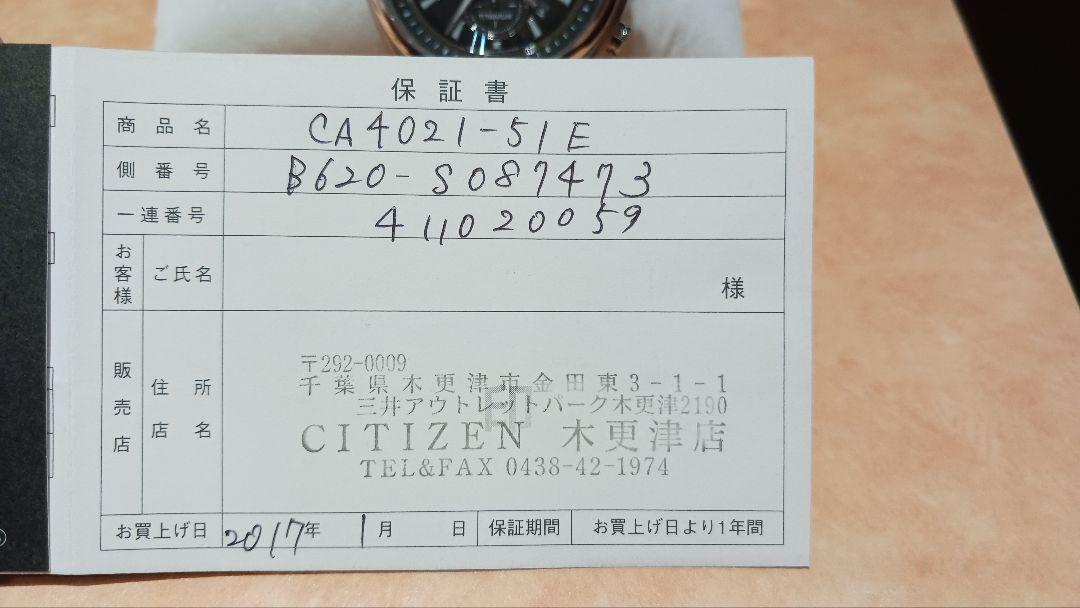 保証書
商品名 CA4021-51E
側番号 B620-S087473
一連番号 411020059
お客様 ご氏名 様
販売店 住所 店名
〒292-0009
千葉県木更津市金田東3-1-1
三井アウトレットパーク木更津2190
印
CITIZEN 木更津店
TEL&FAX 0438-42-1974
お買上げ日 2017年 1月 日 保証期間 お買上げ日より1年間